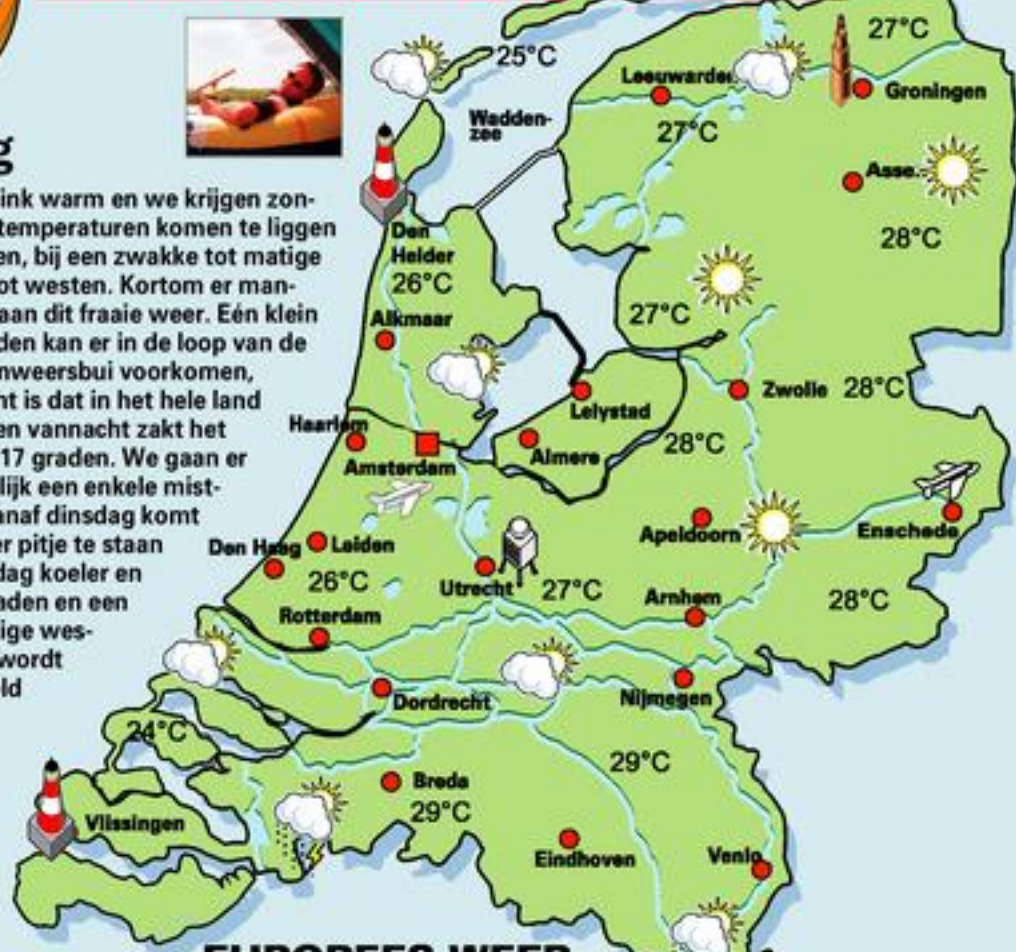 g
ink warm en we krijgen zon-
temperaturen komen te liggen
en, bij een zwakke tot matige
ot westen. Kortom er man-
aan dit fraaie weer. Eén klein
den kan er in de loop van de
nweersbui voorkomen,
nt is dat in het hele land
en vannacht zakt het
17 graden. We gaan er
lijk een enkele mist-
anaf dinsdag komt
er pitje te staan
dag koeler en
aden en een
ige wes-
wordt
ld
25°C
27°C
Leeuwarden
Groningen
Wadden-
zee
27°C
Assen
28°C
Den
Helder
26°C
27°C
Alkmaar
Zwolle
28°C
Lelystad
Haarlem
Almere
28°C
Amsterdam
Apeldoorn
Enschede
Den Haag
Leiden
26°C
Utrecht
27°C
Arnhem
28°C
Rotterdam
Dordrecht
Nijmegen
24°C
29°C
Breda
29°C
Vlissingen
Eindhoven
Venlo
EUROPEES WEER